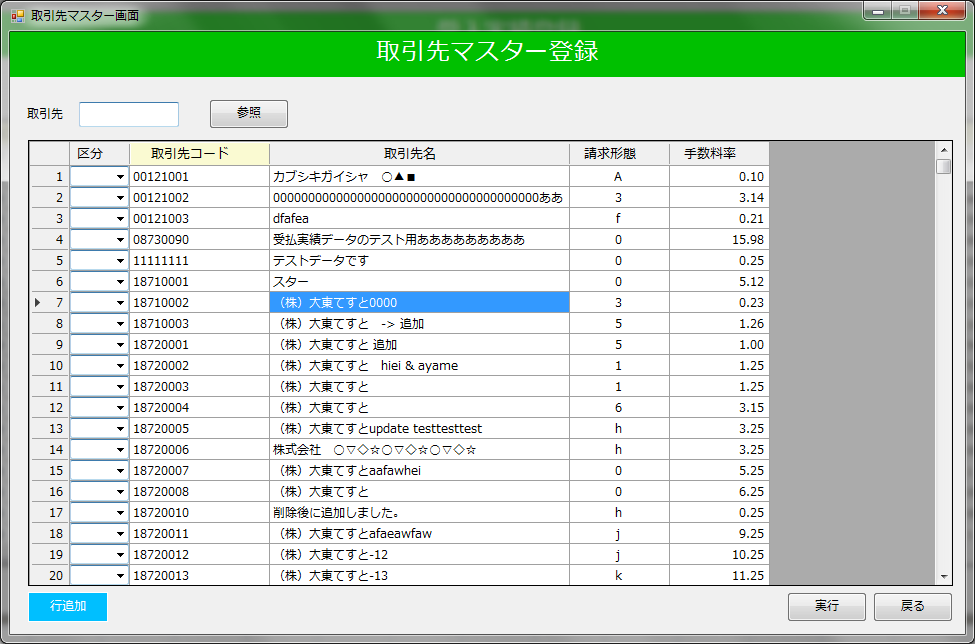 取引先マスター画面
取引先マスター登録
取引先 参照
区分 取引先コード 取引先名 請求形態 手数料率
1 00121001 カブシキガイシャ　○▲■ A 0.10
2 00121002 00000000000000000000000000000000000000ああ 3 3.14
3 00121003 dfafea f 0.21
4 08730090 受払実績データのテスト用あああああああああ 0 15.98
5 11111111 テストデータです 0 0.25
6 18710001 スター 0 5.12
7 18710002 （株）大東てすと0000 3 0.23
8 18710003 （株）大東てすと　-> 追加 5 1.26
9 18720001 （株）大東てすと 追加 5 1.00
10 18720002 （株）大東てすと　hiei & ayame 1 1.25
11 18720003 （株）大東てすと 1 1.25
12 18720004 （株）大東てすと 6 3.15
13 18720005 （株）大東てすとupdate testtesttest h 3.25
14 18720006 株式会社　○▽◇☆○▽◇☆○▽◇☆ h 3.25
15 18720007 （株）大東てすとaafawhei 0 5.25
16 18720008 （株）大東てすと 0 6.25
17 18720010 削除後に追加しました。 h 0.25
18 18720011 （株）大東てすとafaeawfaw j 9.25
19 18720012 （株）大東てすと-12 j 10.25
20 18720013 （株）大東てすと-13 k 11.25
行追加 実行 戻る